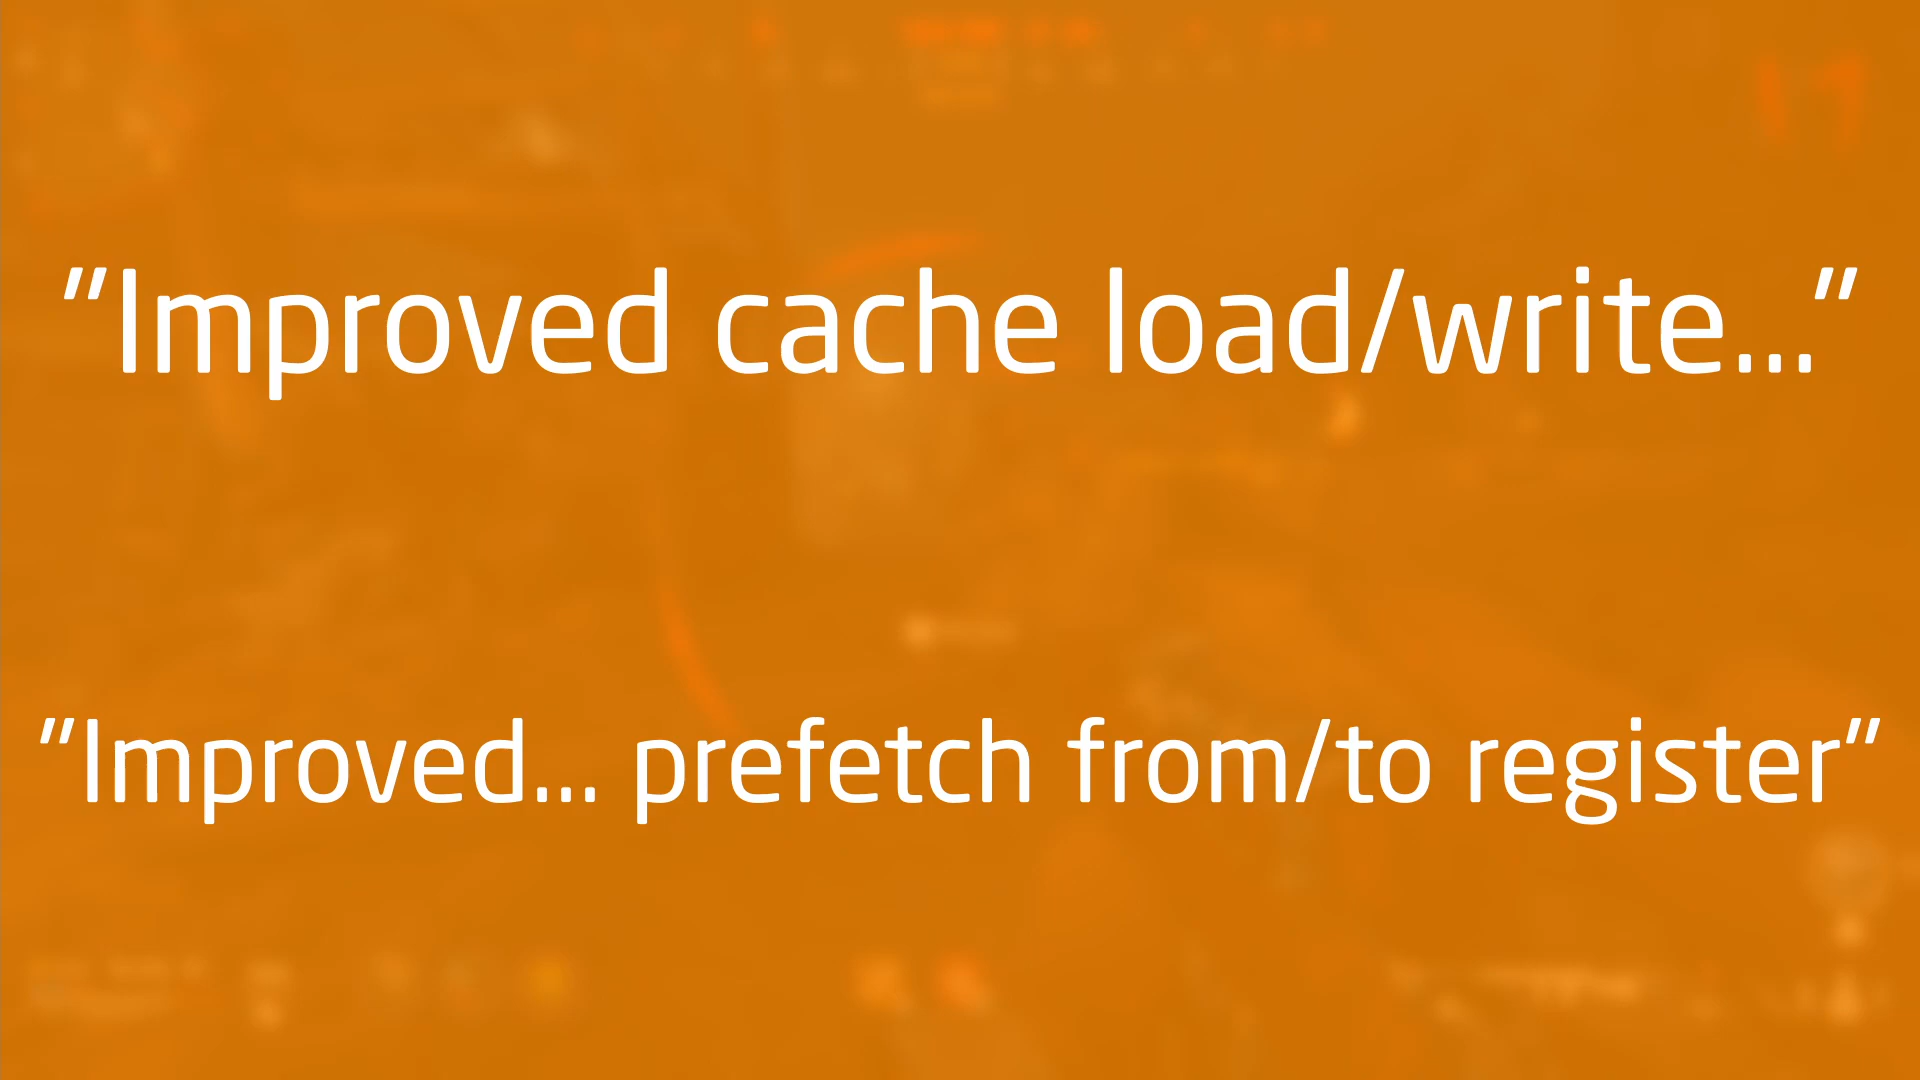 "Improved cache load/write..."
"Improved... prefetch from/to register"